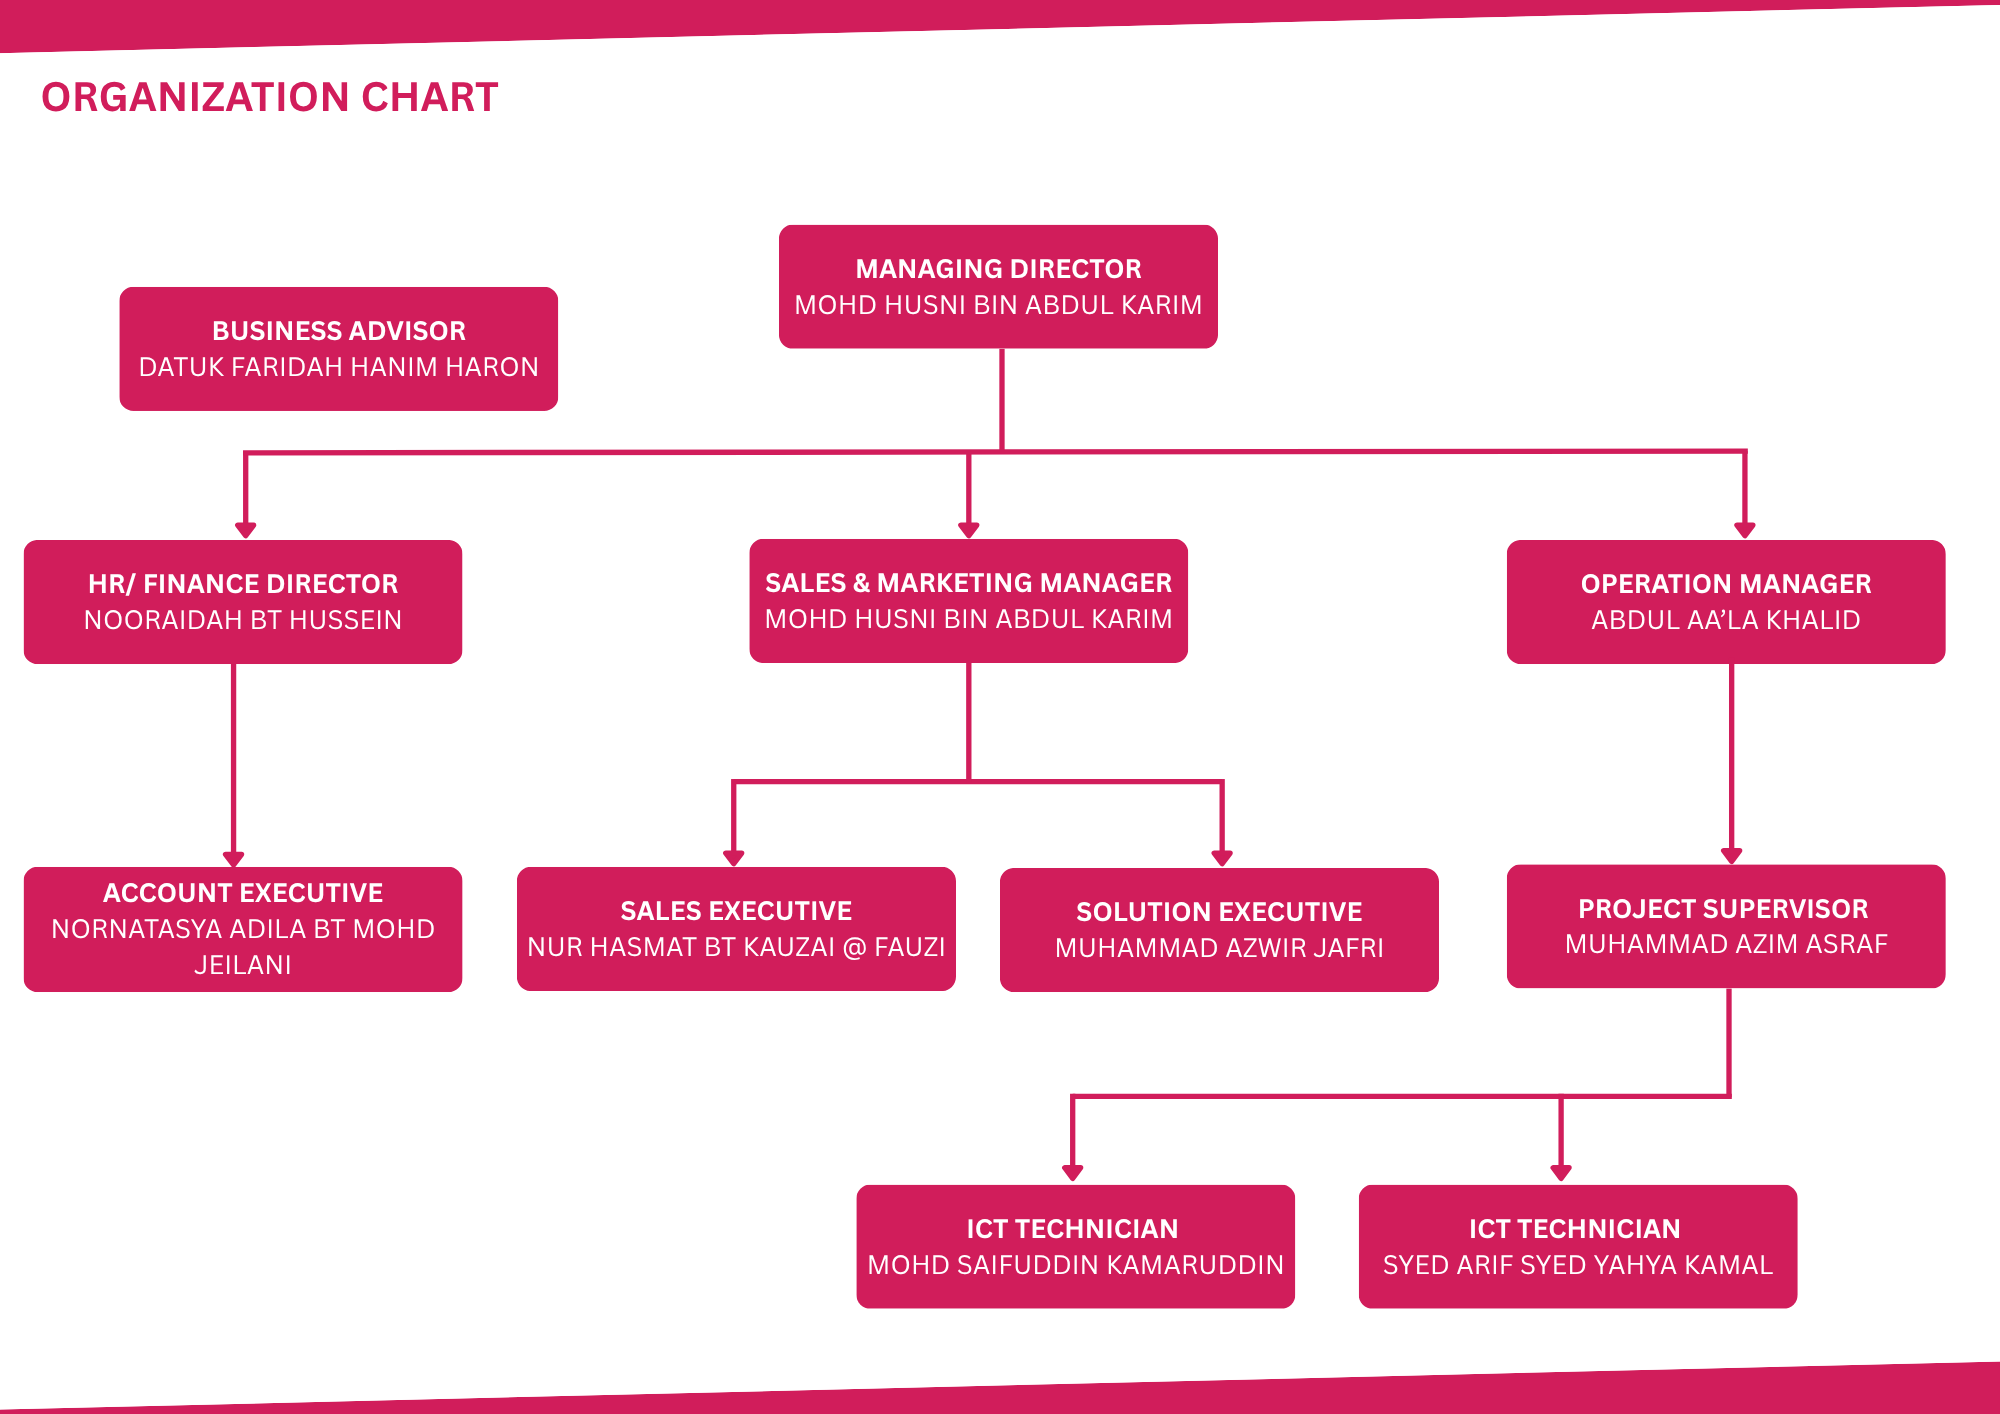 ORGANIZATION CHART
MANAGING DIRECTOR
MOHD HUSNI BIN ABDUL KARIM
BUSINESS ADVISOR
DATUK FARIDAH HANIM HARON
HR/ FINANCE DIRECTOR
NOORAIDAH BT HUSSEIN
SALES & MARKETING MANAGER
MOHD HUSNI BIN ABDUL KARIM
OPERATION MANAGER
ABDUL AA’LA KHALID
ACCOUNT EXECUTIVE
NORNATASYA ADILA BT MOHD
JEILANI
SALES EXECUTIVE
NUR HASMAT BT KAUZAI @ FAUZI
SOLUTION EXECUTIVE
MUHAMMAD AZWIR JAFRI
PROJECT SUPERVISOR
MUHAMMAD AZIM ASRAF
ICT TECHNICIAN
MOHD SAIFUDDIN KAMARUDDIN
ICT TECHNICIAN
SYED ARIF SYED YAHYA KAMAL